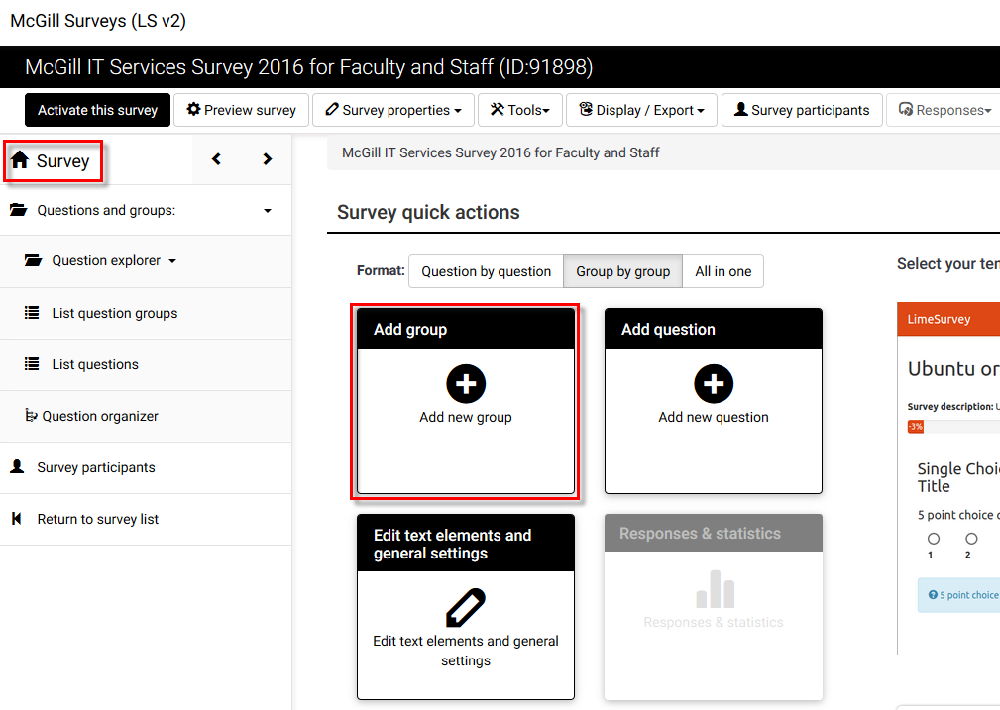 McGill Surveys (LS v2)
McGill IT Services Survey 2016 for Faculty and Staff (ID:91898)
Activate this survey
Preview survey
Survey properties
Tools
Display / Export
Survey participants
Responses
Survey
McGill IT Services Survey 2016 for Faculty and Staff
Questions and groups:
Question explorer
List question groups
List questions
Question organizer
Survey participants
Return to survey list
Survey quick actions
Format:
Question by question
Group by group
All in one
Add group
Add new group
Add question
Add new question
Edit text elements and
general settings
Edit text elements and general
settings
Responses & statistics
Responses & statistics
Select your
LimeSurvey
Ubuntu or
Survey description:
-3%
Single
Title
5 point choice
1
2
5 point choice